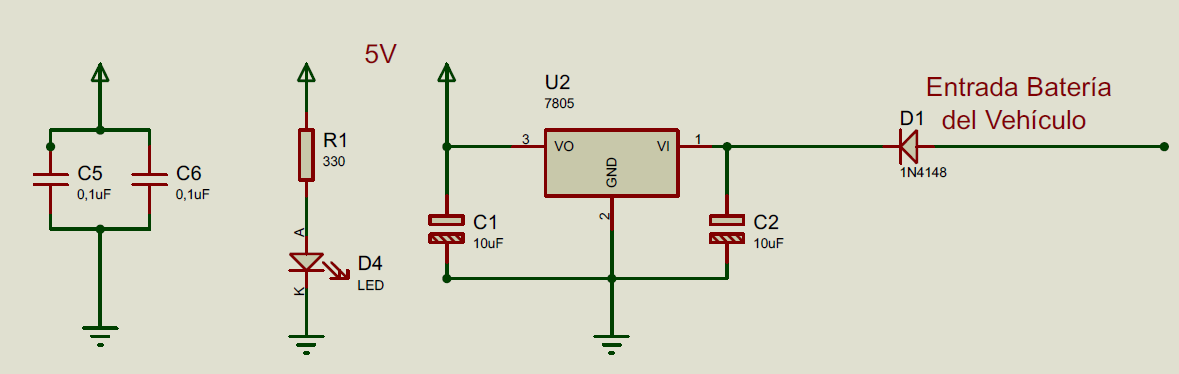 5V
U2
7805
Entrada Batería
del Vehículo
D1
1N4148
R1
330
3
VO
VI
1
GND
2
C5
0,1uF
C6
0,1uF
C1
10uF
C2
10uF
A
D4
LED
K